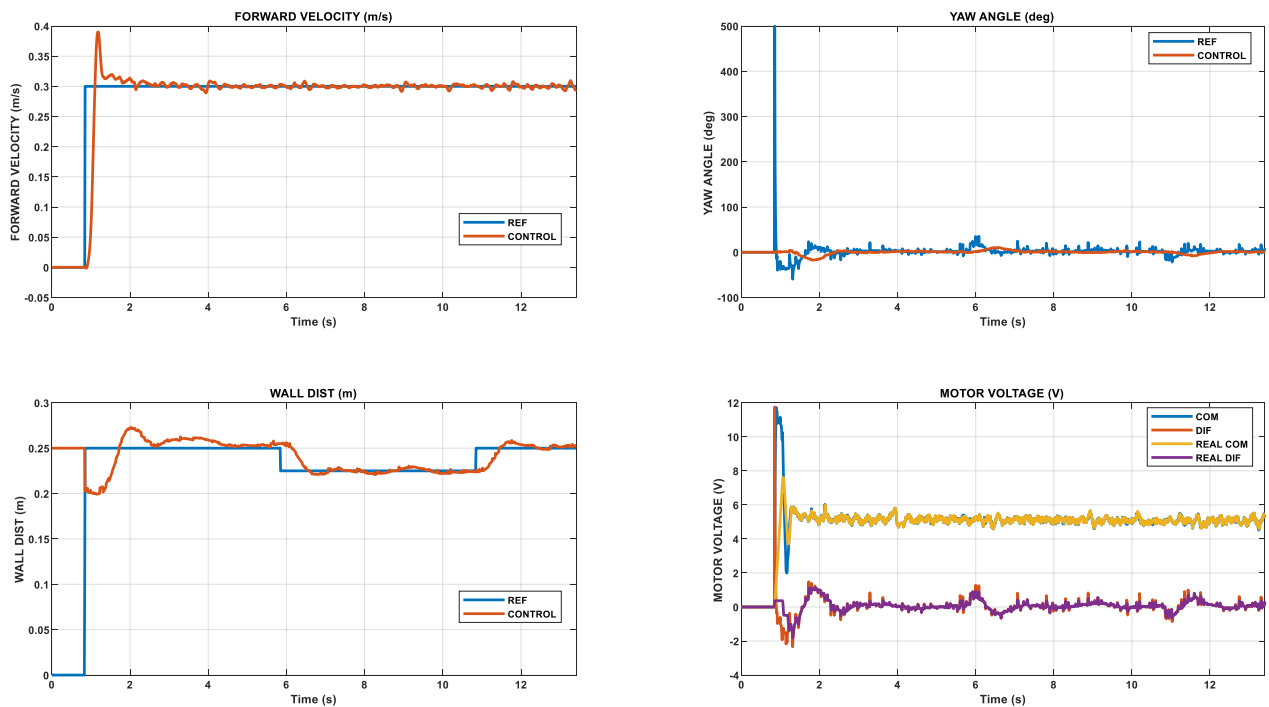 FORWARD VELOCITY (m/s)
FORWARD VELOCITY (m/s)
0.4
0.35
0.3
0.25
0.2
0.15
0.1
0.05
0
-0.05
REF
CONTROL
0 2 4 6 8 10 12
Time (s)
YAW ANGLE (deg)
YAW ANGLE (deg)
500
400
300
200
100
0
-100
REF
CONTROL
0 2 4 6 8 10 12
Time (s)
WALL DIST (m)
WALL DIST (m)
0.3
0.25
0.2
0.15
0.1
0.05
0
REF
CONTROL
0 2 4 6 8 10 12
Time (s)
MOTOR VOLTAGE (V)
MOTOR VOLTAGE (V)
12
10
8
6
4
2
0
-2
-4
COM
DIF
REAL COM
REAL DIF
0 2 4 6 8 10 12
Time (s)